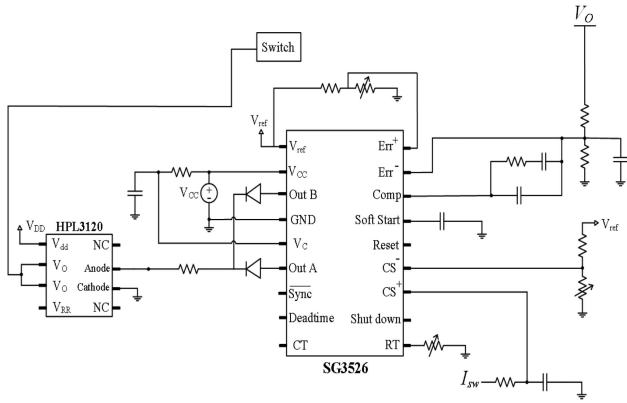 V_O
Switch
V_ref
V_ref
Err^+
V_CC
Err^-
V_CC
Out B
Comp
GND
Soft Start
V_C
Reset
V_ref
Out A
CS^-
Sync
CS^+
Deadtime
Shut down
CT
RT
SG3526
I_sw
V_DD
HPL3120
V_dd
NC
V_O
Anode
V_O
Cathode
V_RR
NC